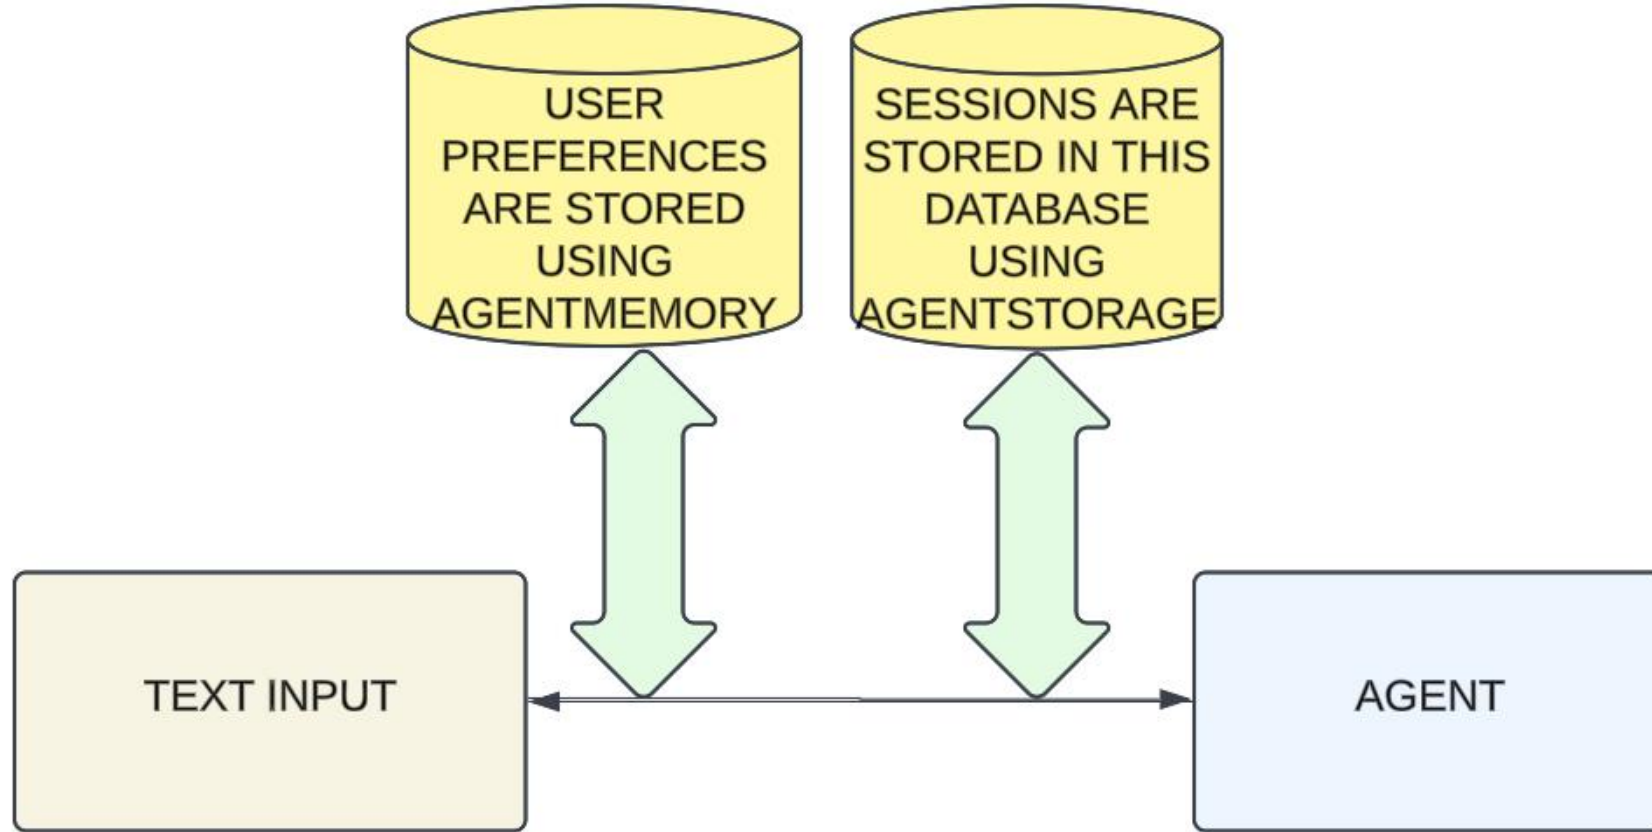 USER
PREFERENCES
ARE STORED
USING
AGENTMEMORY
SESSIONS ARE
STORED IN THIS
DATABASE
USING
AGENTSTORAGE
TEXT INPUT
AGENT